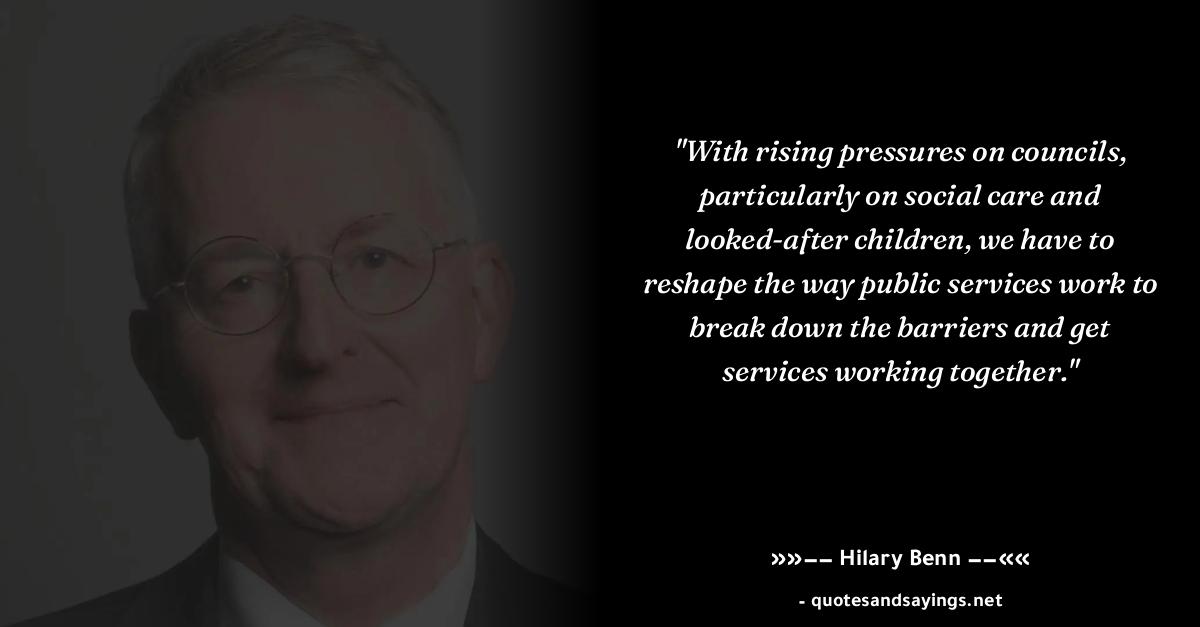 "With rising pressures on councils,
particularly on social care and
looked-after children, we have to
reshape the way public services work to
break down the barriers and get
services working together."
»»–– Hilary Benn ––««
- quotesandsayings.net